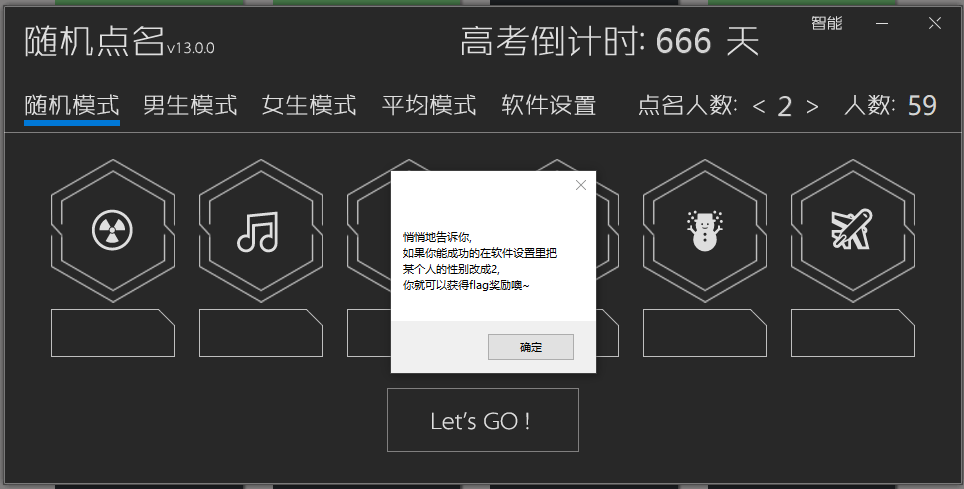 随机点名v13.0.0
高考倒计时: 666 天
智能
随机模式 男生模式 女生模式 平均模式 软件设置 点名人数: < 2 > 人数: 59
悄悄地告诉你,
如果你能成功的在软件设置里把
某个人的性别改成2,
你就可以获得flag奖励噢~
确定
Let's GO !